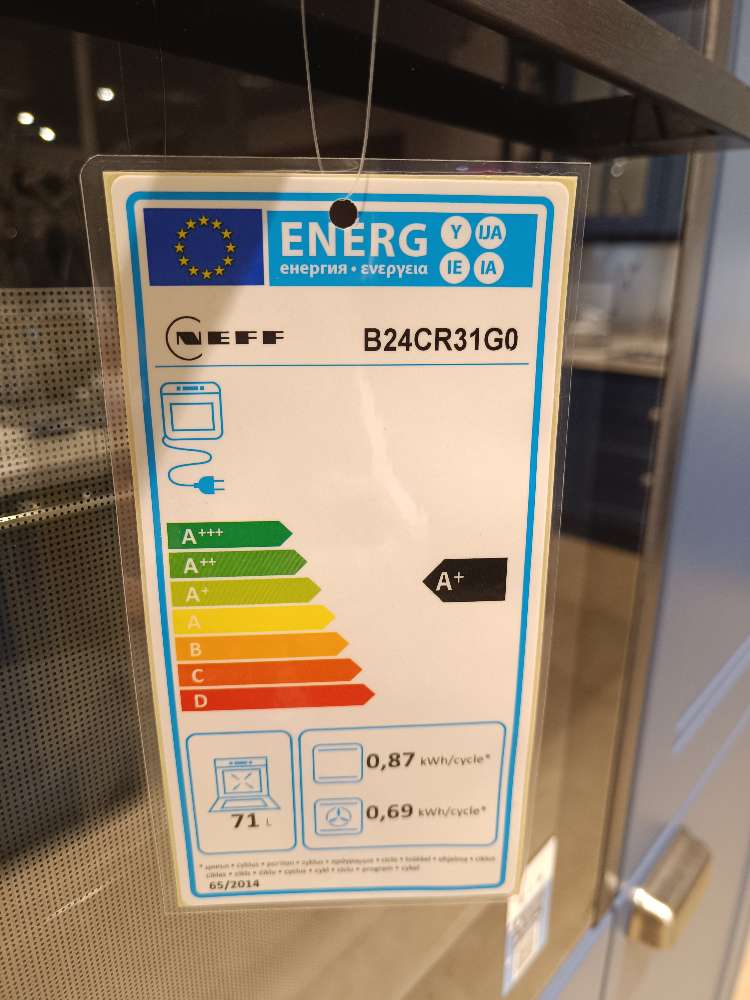 ENERG Y IJA
енергия • ενεργεια IE IA
NEFF B24CR31G0
A+++
A++
A+
A+
A
B
C
D
0,87 kWh/cycle*
71 L
0,69 kWh/cycle*
65/2014